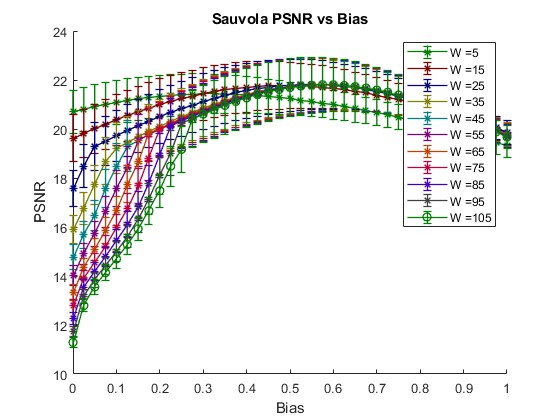 Sauvola PSNR vs Bias
24
22
20
18
16
14
12
10
PSNR
0
0.1
0.2
0.3
0.4
0.5
0.6
0.7
0.8
0.9
1
Bias
W =5
W =15
W =25
W =35
W =45
W =55
W =65
W =75
W =85
W =95
W =105